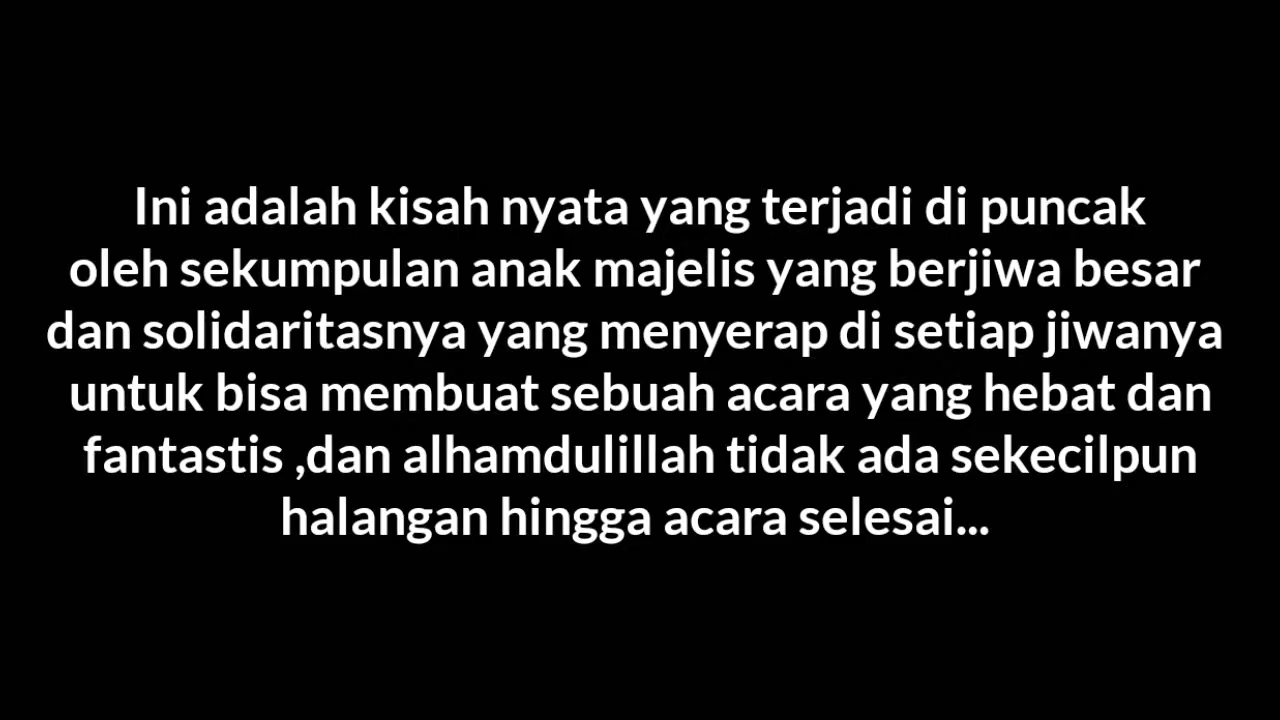 Ini adalah kisah nyata yang terjadi di puncak
oleh sekumpulan anak majelis yang berjiwa besar
dan solidaritasnya yang menyerap di setiap jiwanya
untuk bisa membuat sebuah acara yang hebat dan
fantastis ,dan alhamdulillah tidak ada sekecilpun
halangan hingga acara selesai...